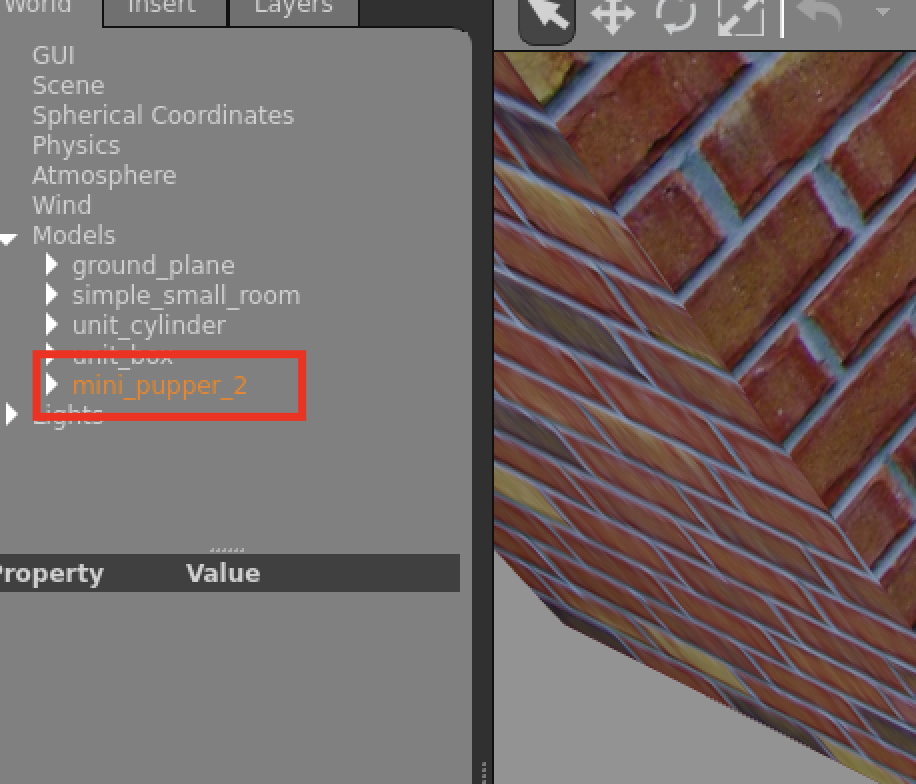 World Insert Layers
GUI
Scene
Spherical Coordinates
Physics
Atmosphere
Wind
Models
ground_plane
simple_small_room
unit_cylinder
unit_box
mini_pupper_2
Lights
Property Value